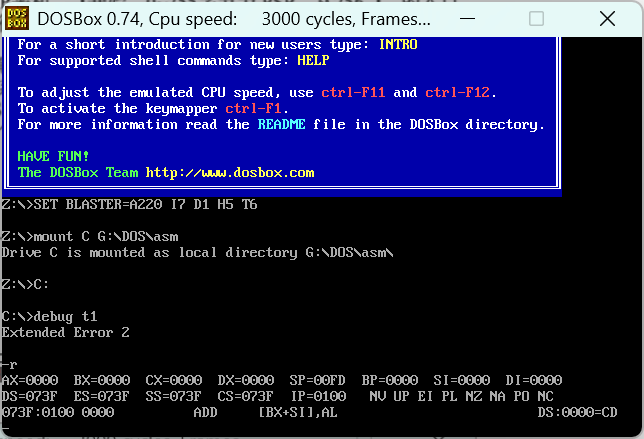 DOS
BOX
DOSBox 0.74, Cpu speed:    3000 cycles, Frames...
For a short introduction for new users type: INTRO
For supported shell commands type: HELP
To adjust the emulated CPU speed, use ctrl-F11 and ctrl-F12.
To activate the keymapper ctrl-F1.
For more information read the README file in the DOSBox directory.
HAVE FUN!
The DOSBox Team http://www.dosbox.com
Z:\>SET BLASTER=A220 I7 D1 H5 T6
Z:\>mount C G:\DOS\asm
Drive C is mounted as local directory G:\DOS\asm\
Z:\>C:
C:\>debug t1
Extended Error 2
-r
AX=0000  BX=0000  CX=0000  DX=0000  SP=00FD  BP=0000  SI=0000  DI=0000
DS=073F  ES=073F  SS=073F  CS=073F  IP=0100   NV UP EI PL NZ NA PO NC
073F:0100 0000          ADD     [BX+SI],AL                         DS:0000=CD
-